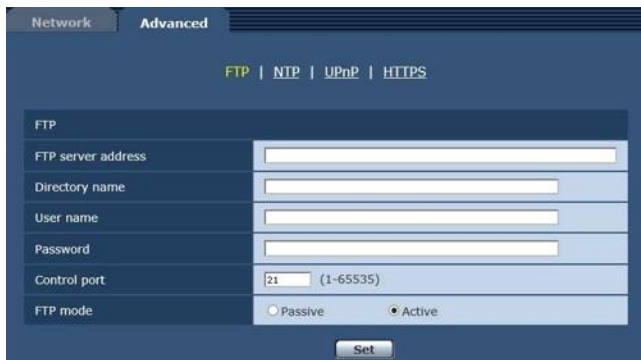 Network Advanced
FTP | NTP | UPnP | HTTPS
FTP
FTP server address
Directory name
User name
Password
Control port 21 (1-65535)
FTP mode Passive Active
Set